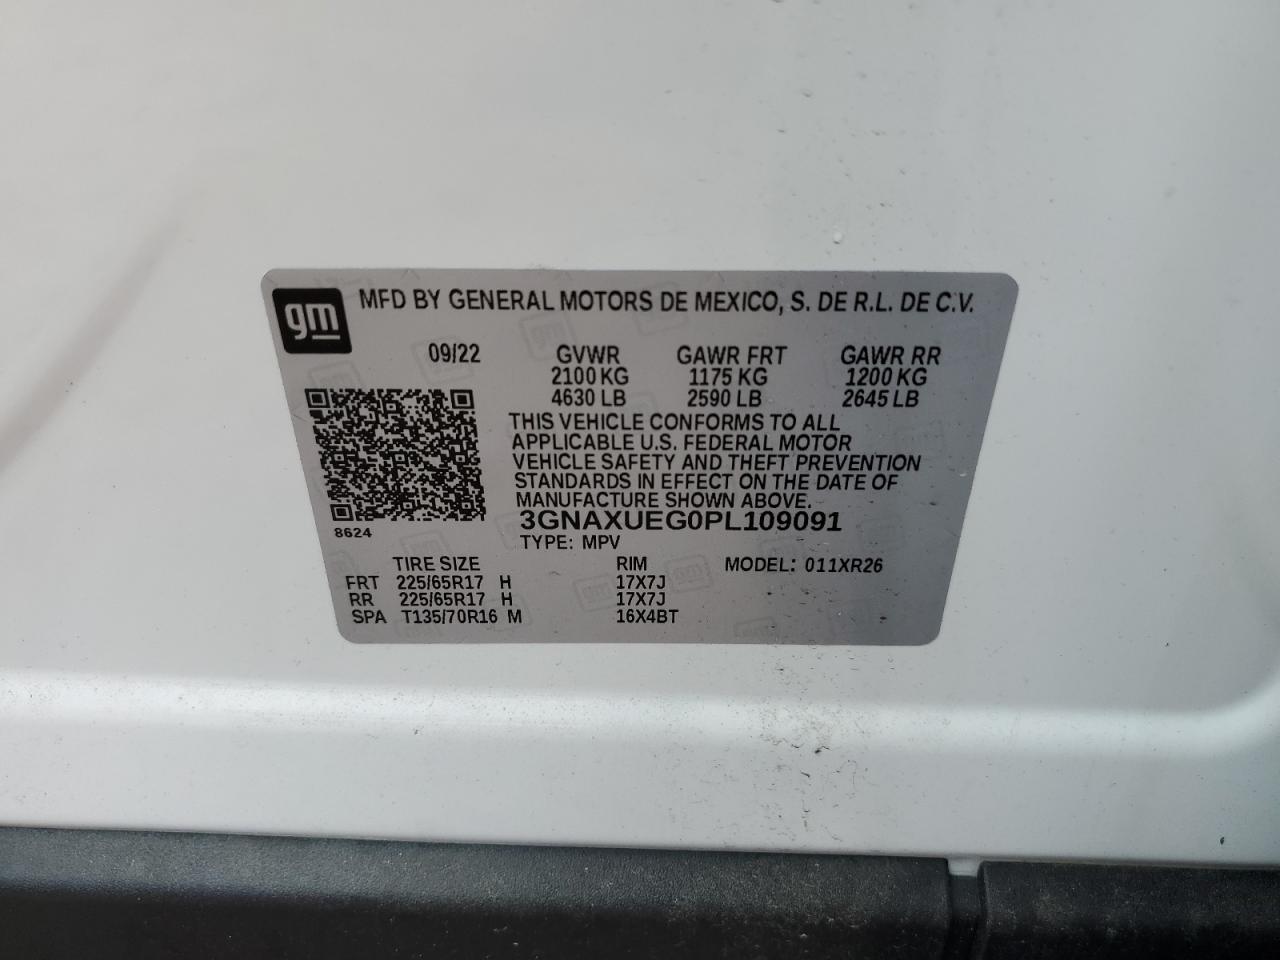 gm
MFD BY GENERAL MOTORS DE MEXICO, S. DE R.L. DE C.V.
09/22 GVWR GAWR FRT GAWR RR
2100 KG 1175 KG 1200 KG
4630 LB 2590 LB 2645 LB
THIS VEHICLE CONFORMS TO ALL
APPLICABLE U.S. FEDERAL MOTOR
VEHICLE SAFETY AND THEFT PREVENTION
STANDARDS IN EFFECT ON THE DATE OF
MANUFACTURE SHOWN ABOVE.
3GNAXUEG0PL109091
8624
TYPE: MPV
TIRE SIZE RIM MODEL: 011XR26
FRT 225/65R17 H 17X7J
RR 225/65R17 H 17X7J
SPA T135/70R16 M 16X4BT